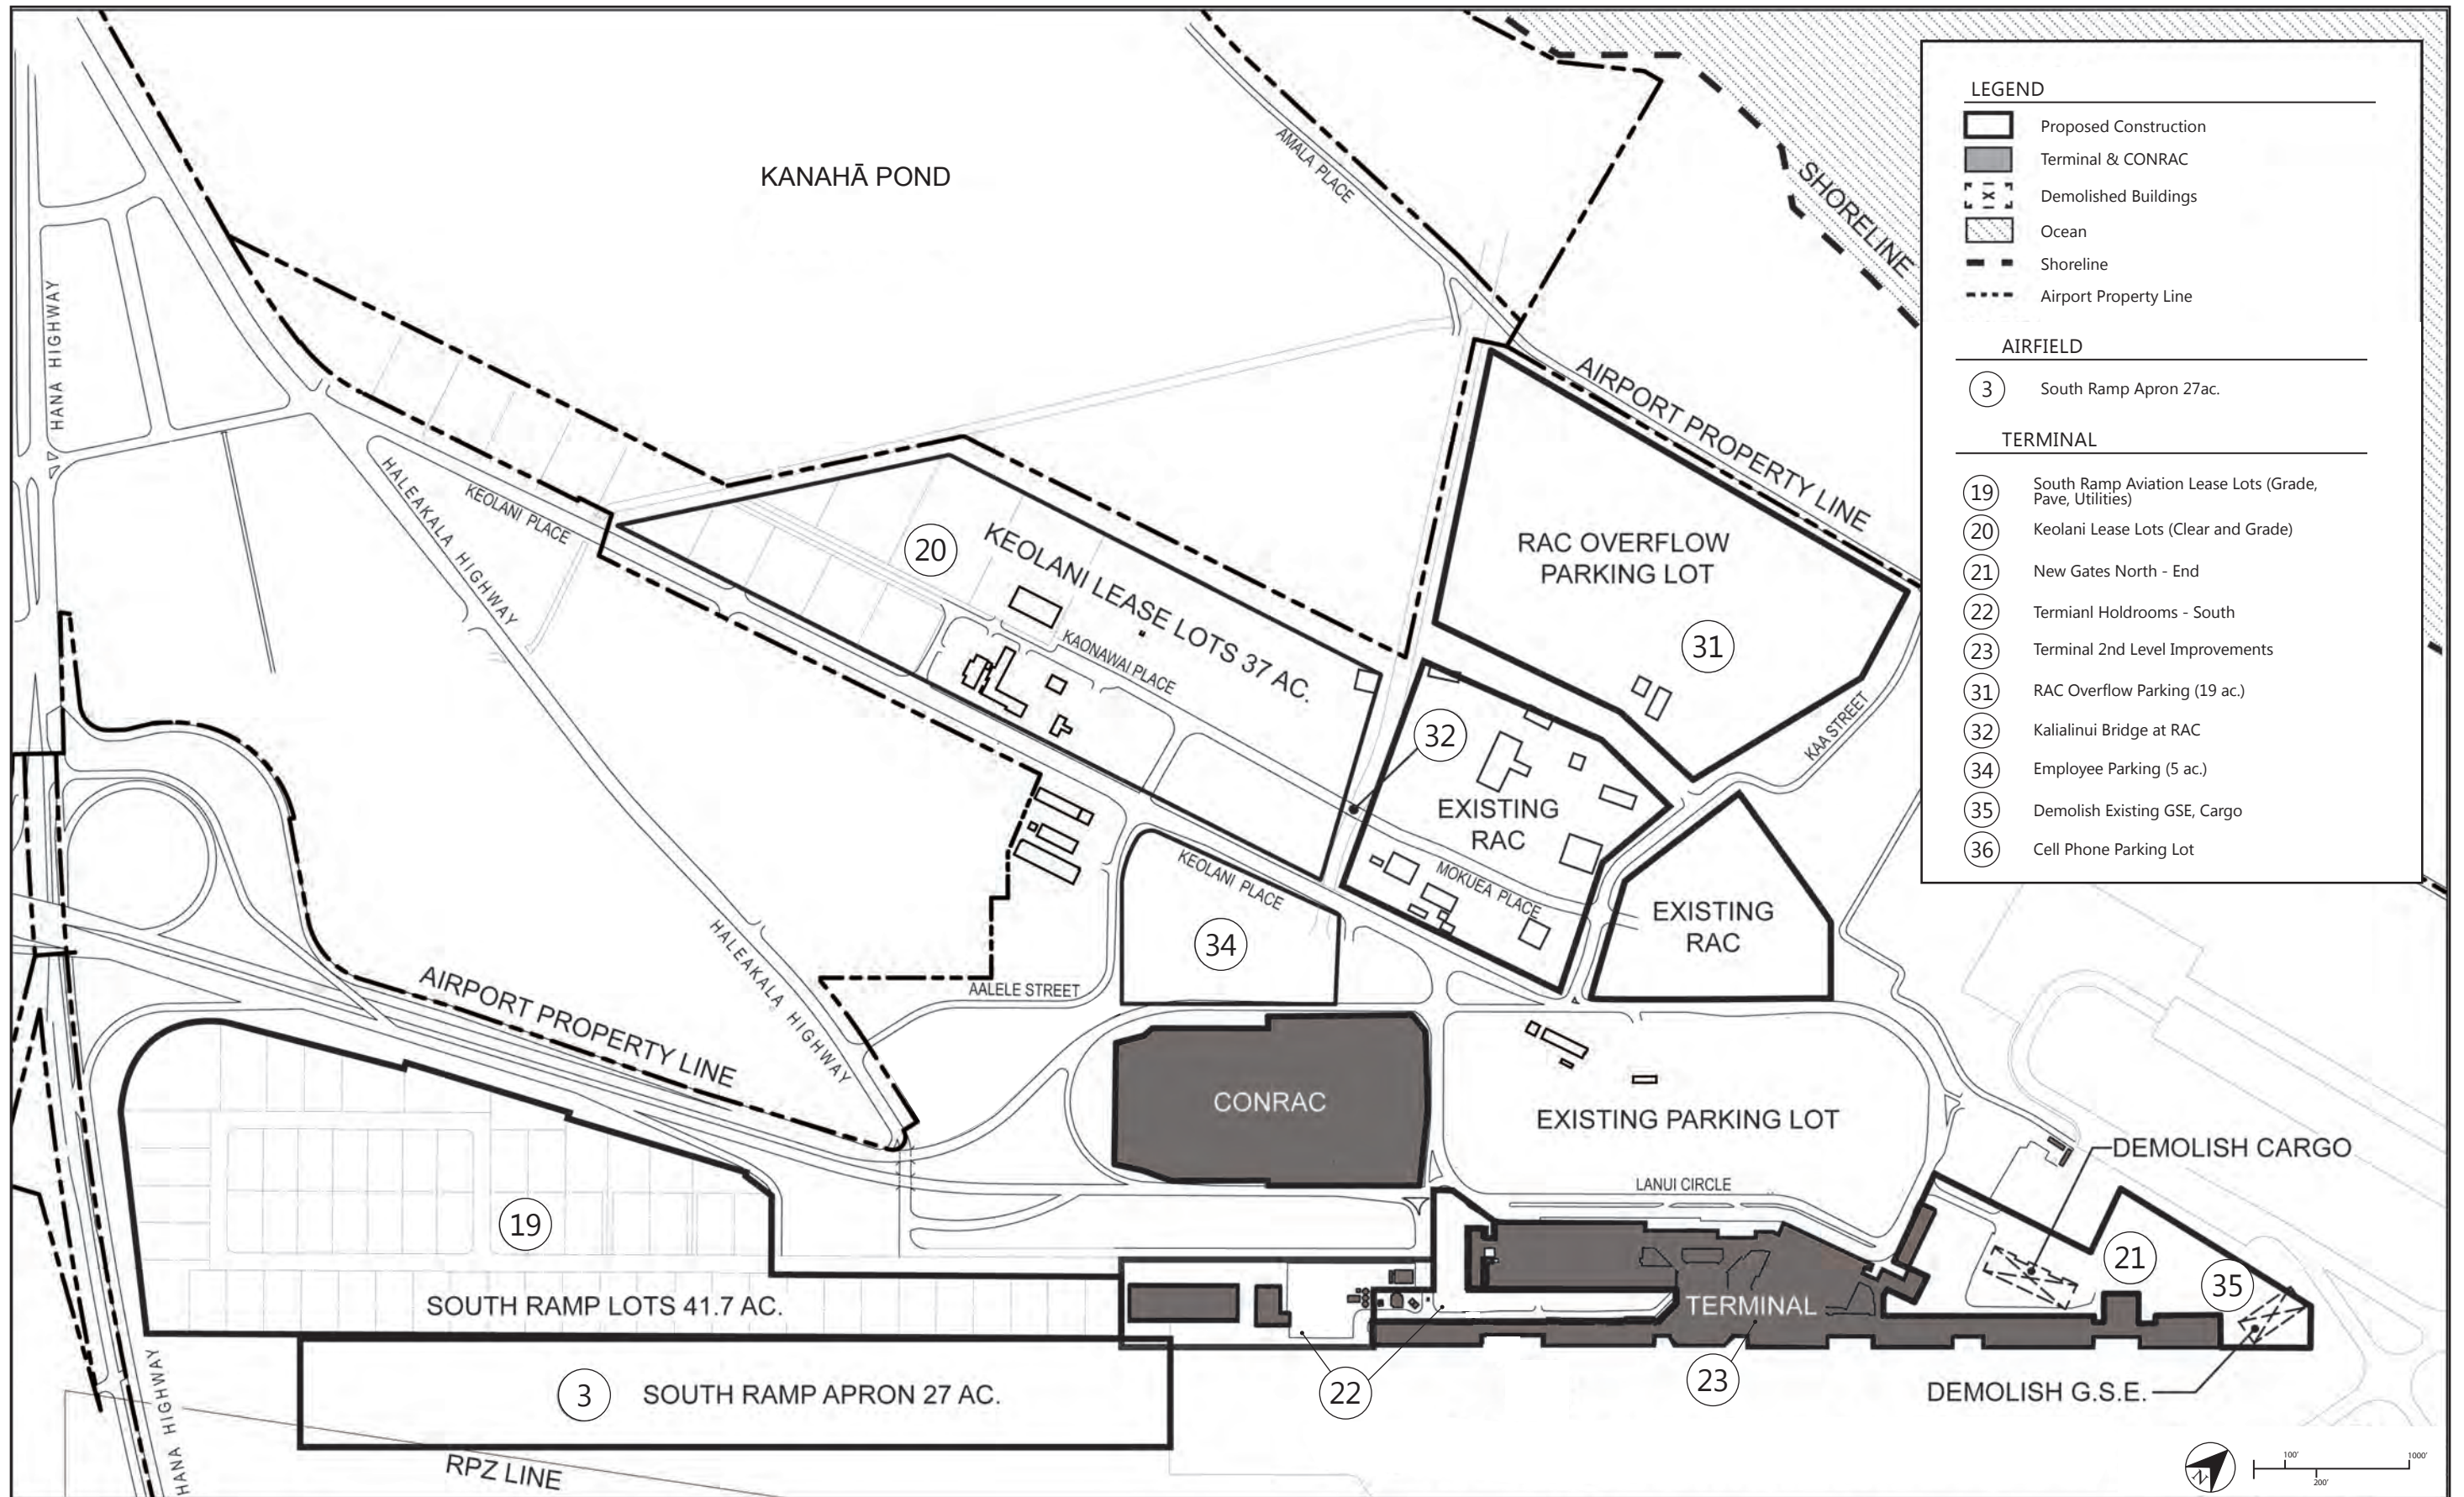 KANAHĀ POND
AMALA PLACE
SHORELINE
HANA HIGHWAY
HALEAKALA HIGHWAY
KEOLANI PLACE
20
KEOLANI LEASE LOTS 37 AC.
KAONAWAI PLACE
AIRPORT PROPERTY LINE
RAC OVERFLOW
PARKING LOT
31
KAA STREET
32
EXISTING
RAC
MOKUEA PLACE
EXISTING
RAC
KEOLANI PLACE
34
AALELE STREET
HALEAKALA HIGHWAY
AIRPORT PROPERTY LINE
CONRAC
EXISTING PARKING LOT
LANUI CIRCLE
DEMOLISH CARGO
19
SOUTH RAMP LOTS 41.7 AC.
21
35
TERMINAL
22
23
DEMOLISH G.S.E.
3
SOUTH RAMP APRON 27 AC.
HANA HIGHWAY
RPZ LINE
N
100'
200'
1000'
LEGEND
Proposed Construction
Terminal & CONRAC
X
Demolished Buildings
Ocean
Shoreline
Airport Property Line
AIRFIELD
3 South Ramp Apron 27ac.
TERMINAL
19 South Ramp Aviation Lease Lots (Grade,
Pave, Utilities)
20 Keolani Lease Lots (Clear and Grade)
21 New Gates North - End
22 Termianl Holdrooms - South
23 Terminal 2nd Level Improvements
31 RAC Overflow Parking (19 ac.)
32 Kalialinui Bridge at RAC
34 Employee Parking (5 ac.)
35 Demolish Existing GSE, Cargo
36 Cell Phone Parking Lot